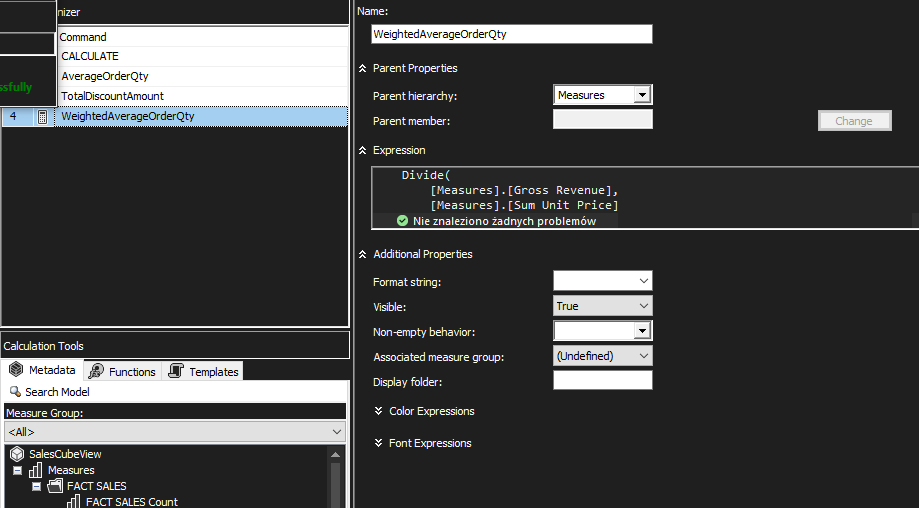 nizer
Command
CALCULATE
AverageOrderQty
ssfully
TotalDiscountAmount
4 WeightedAverageOrderQty
Calculation Tools
Metadata Functions Templates
Search Model
Measure Group:
<All>
SalesCubeView
Measures
FACT SALES
FACT SALES Count
Name:
WeightedAverageOrderQty
Parent Properties
Parent hierarchy: Measures
Parent member: Change
Expression
Divide(
[Measures].[Gross Revenue],
[Measures].[Sum Unit Price]
Nie znaleziono żadnych problemów
Additional Properties
Format string:
Visible: True
Non-empty behavior:
Associated measure group: (Undefined)
Display folder:
Color Expressions
Font Expressions